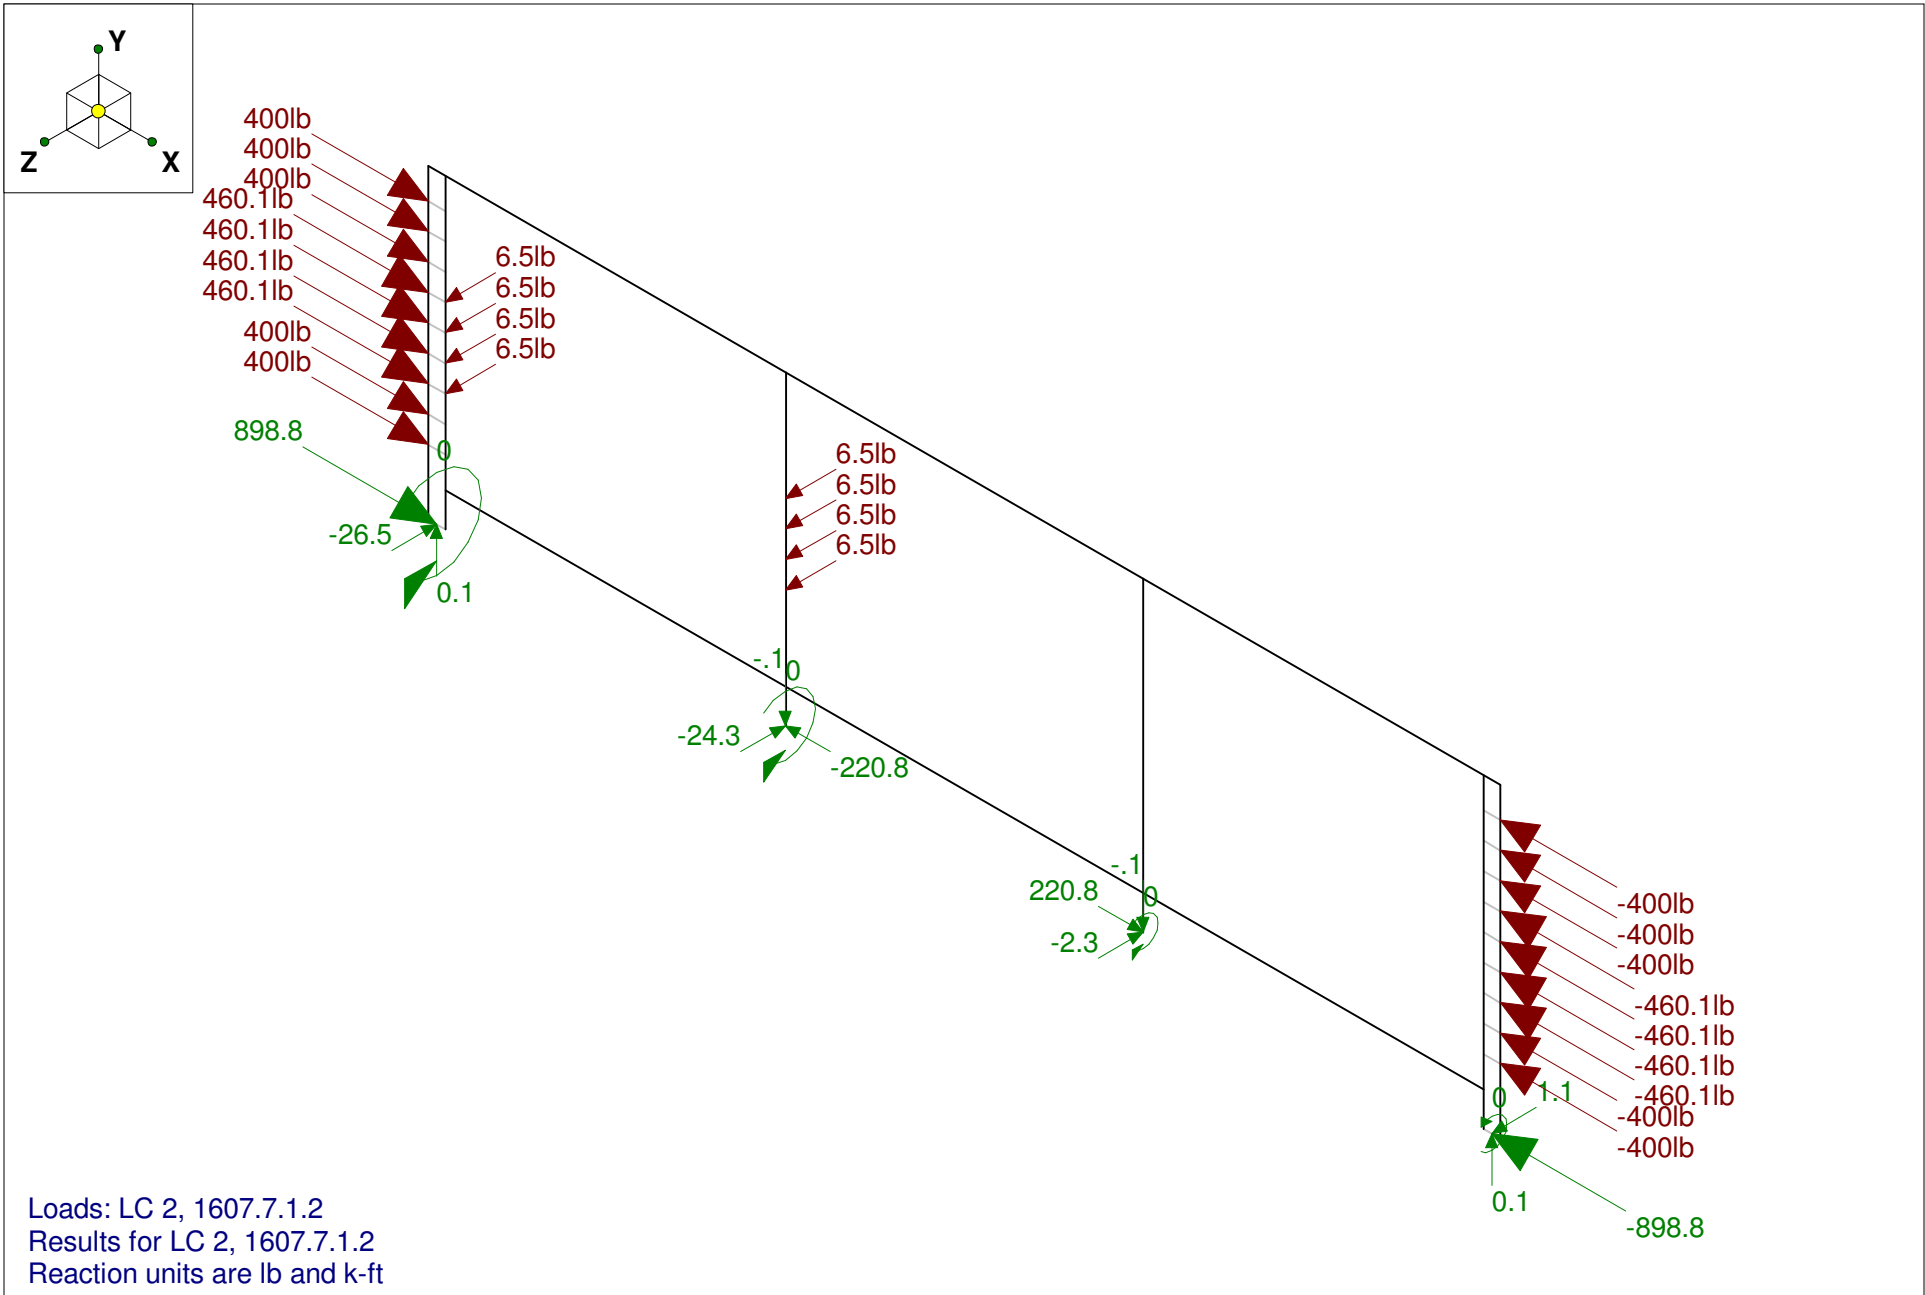 Y
Z
X
400lb
400lb
400lb
460.1lb
460.1lb
460.1lb
460.1lb
400lb
400lb
6.5lb
6.5lb
6.5lb
6.5lb
898.8
0
-26.5
0.1
6.5lb
6.5lb
6.5lb
6.5lb
-.1
0
-24.3
-220.8
-.1
220.8
0
-2.3
-400lb
-400lb
-400lb
-460.1lb
-460.1lb
-460.1lb
-460.1lb
-400lb
-400lb
0
1.1
0.1
-898.8
Loads: LC 2, 1607.7.1.2
Results for LC 2, 1607.7.1.2
Reaction units are lb and k-ft